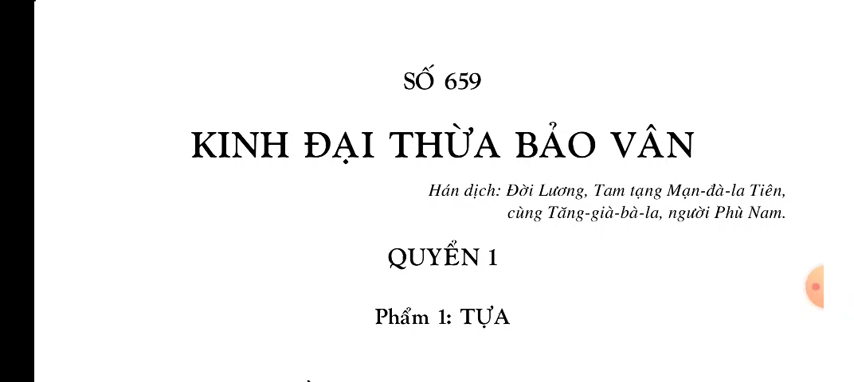 SỐ 659
KINH ĐẠI THỪA BẢO VÂN
Hán dịch: Đời Lương, Tam tạng Mạn-đà-la Tiên,
cùng Tăng-già-bà-la, người Phù Nam.
QUYỂN 1
Phẩm 1: TỰA